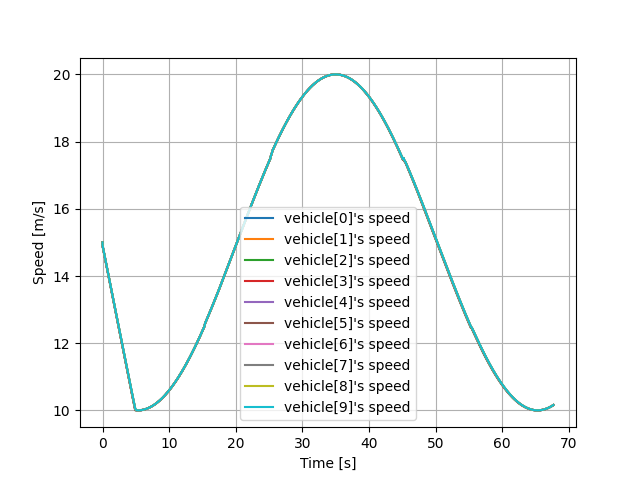 20
18
16
14
12
10
Speed [m/s]
vehicle[0]'s speed
vehicle[1]'s speed
vehicle[2]'s speed
vehicle[3]'s speed
vehicle[4]'s speed
vehicle[5]'s speed
vehicle[6]'s speed
vehicle[7]'s speed
vehicle[8]'s speed
vehicle[9]'s speed
0 10 20 30 40 50 60 70
Time [s]